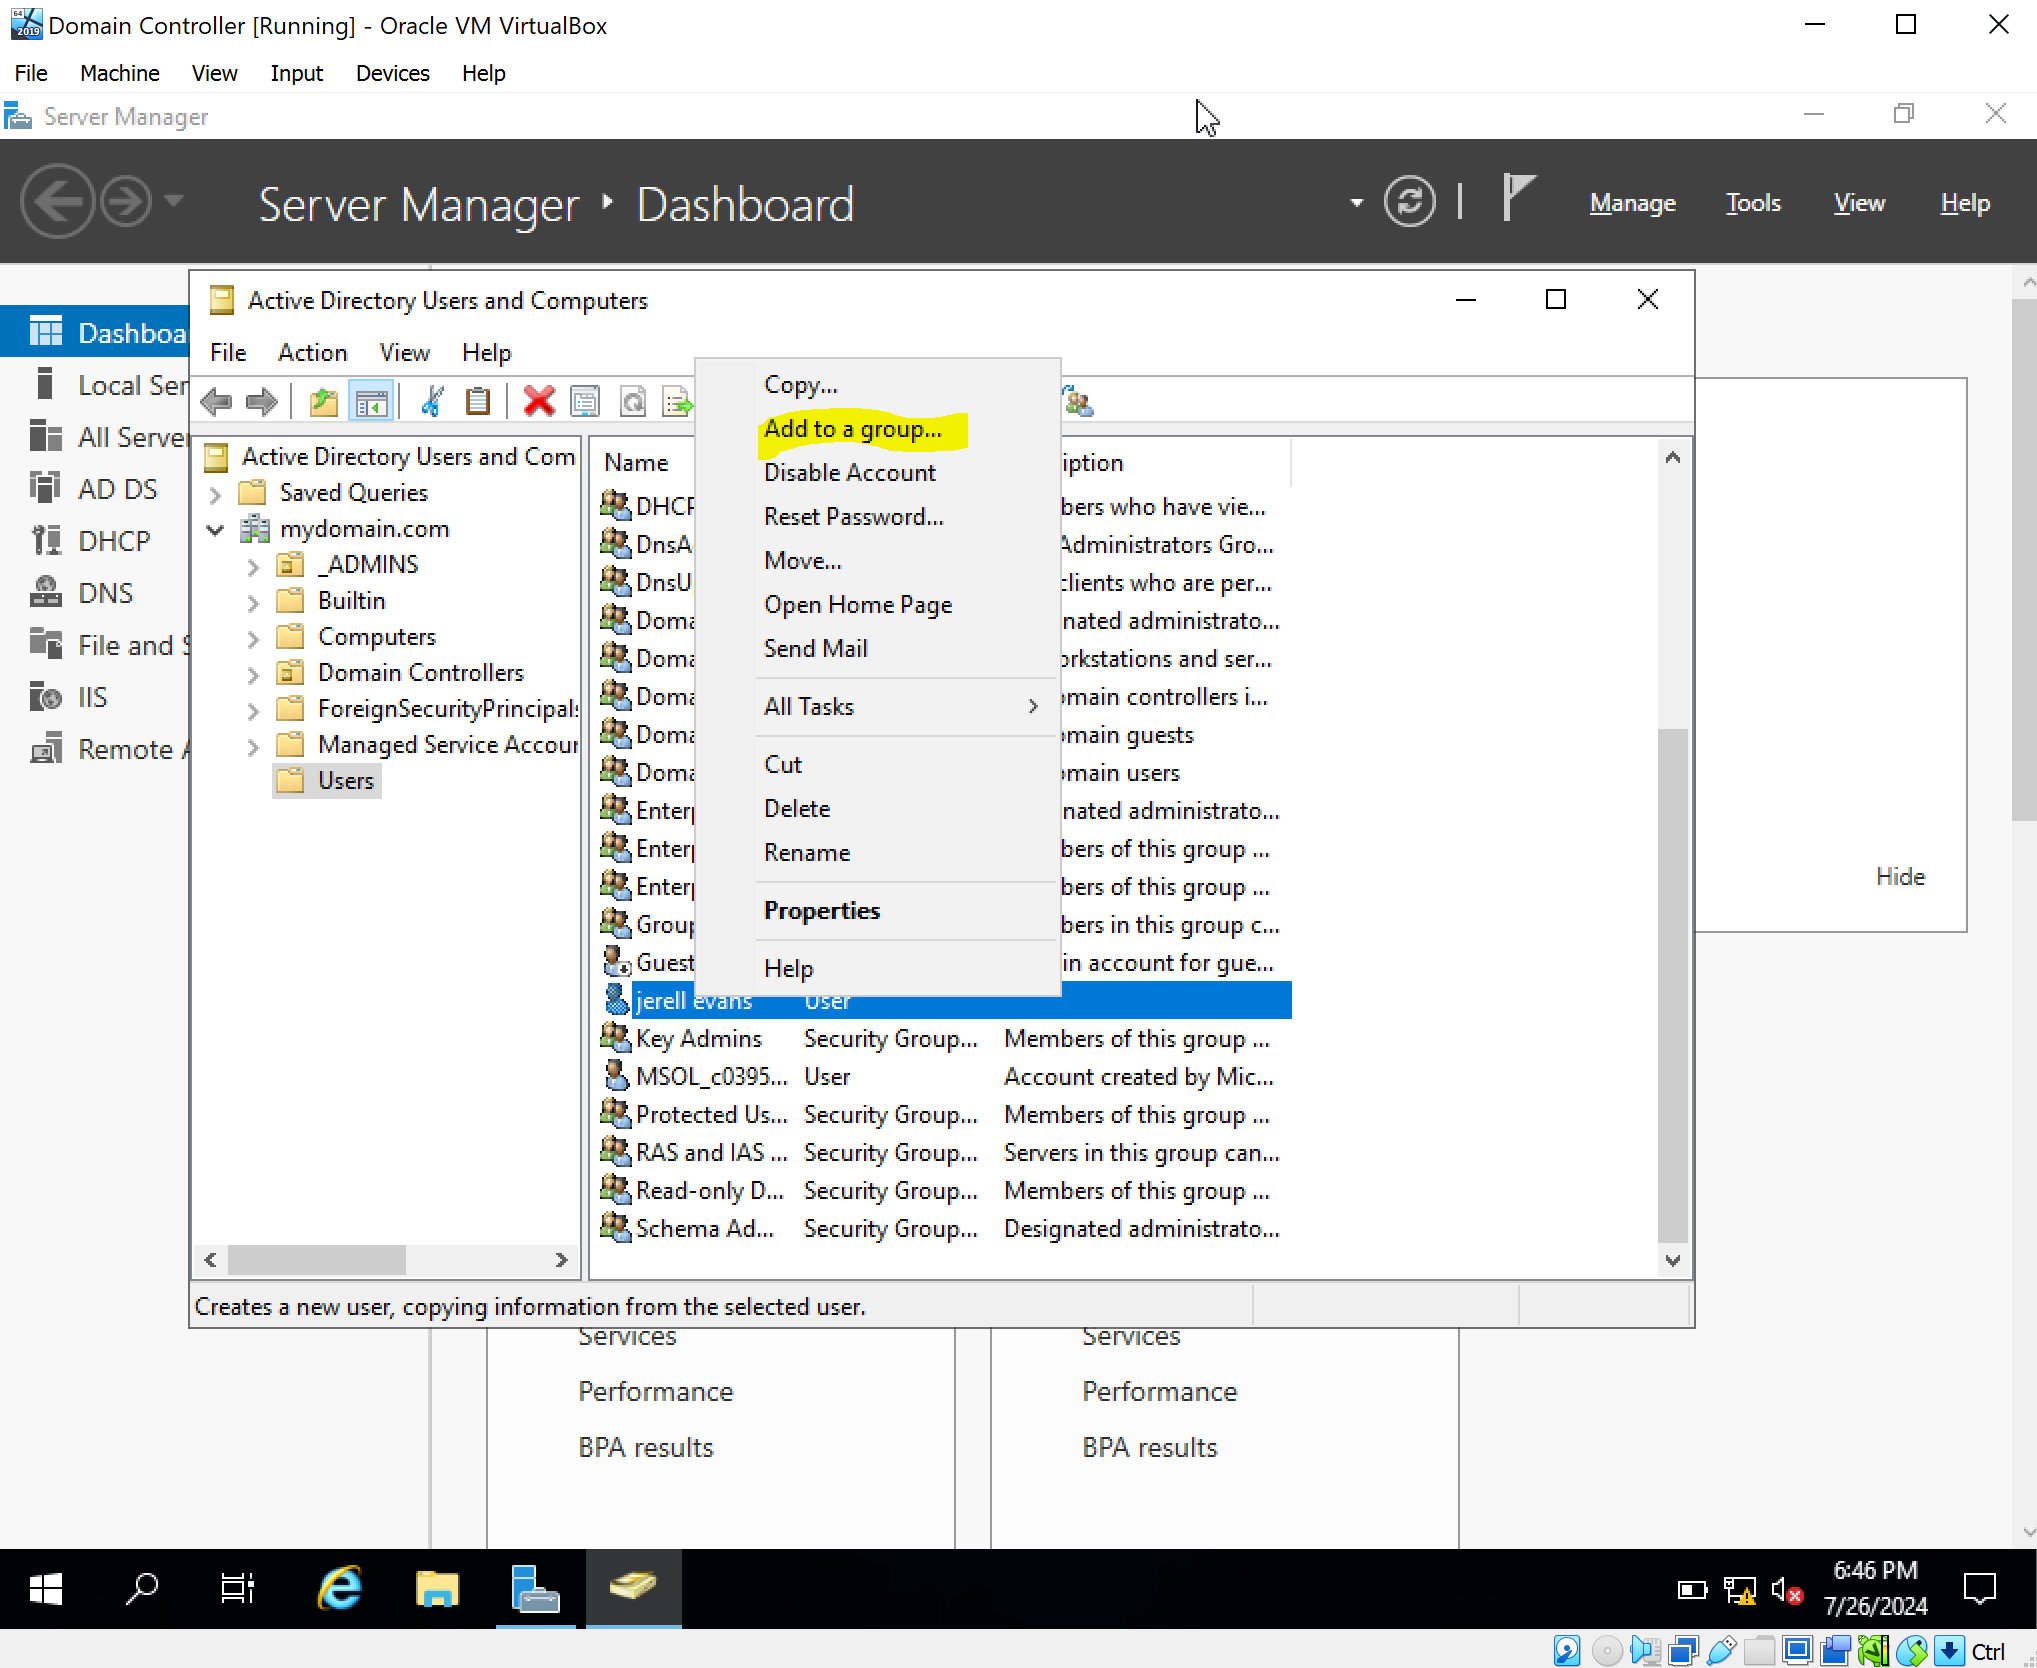 Domain Controller [Running] - Oracle VM VirtualBox
File Machine View Input Devices Help
Server Manager
Server Manager Dashboard
Manage Tools View Help
Active Directory Users and Computers
File Action View Help
Dashboa
Local Ser
All Server
AD DS
DHCP
DNS
File and S
IIS
Remote A
Active Directory Users and Com
Saved Queries
mydomain.com
_ADMINS
Builtin
Computers
Domain Controllers
ForeignSecurityPrincipals
Managed Service Accour
Users
Copy...
Add to a group...
Disable Account
Reset Password...
Move...
Open Home Page
Send Mail
All Tasks
Cut
Delete
Rename
Properties
Help
Name iption
DHCP bers who have vie...
DnsA Administrators Gro...
DnsU clients who are per...
Doma nated administrato...
Doma orkstations and ser...
Doma omain controllers i...
Doma omain guests
Doma omain users
Enterp nated administrato...
Enterp bers of this group ...
Enterp bers of this group ...
Group bers in this group c...
Guest in account for gue...
jerell evans User
Key Admins Security Group... Members of this group ...
MSOL_c0395... User Account created by Mic...
Protected Us... Security Group... Members of this group ...
RAS and IAS ... Security Group... Servers in this group can...
Read-only D... Security Group... Members of this group ...
Schema Ad... Security Group... Designated administrato...
Creates a new user, copying information from the selected user.
Hide
Services Services
Performance Performance
BPA results BPA results
6:46 PM
7/26/2024
Ctrl